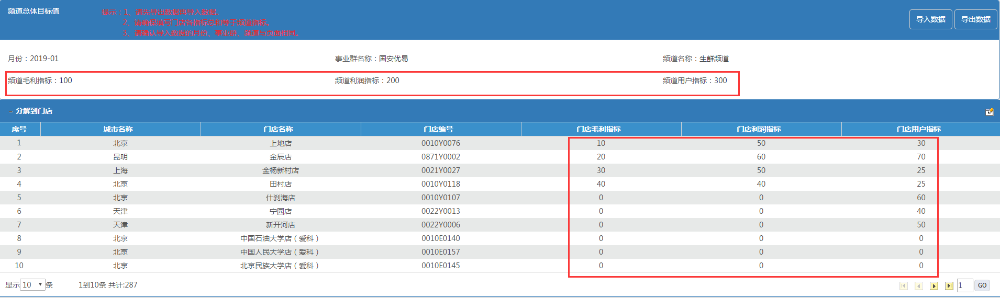 频道总体目标值
提示：1、请先导出数据再导入数据。
2、请确保填写门店各指标总和等于频道指标。
3、请确认导入数据的月份、事业群、频道与页面相同。
导入数据 导出数据
月份：2019-01 事业群名称：国安优易 频道名称：生鲜频道
频道毛利指标：100 频道利润指标：200 频道用户指标：300
分解到门店
序号 城市名称 门店名称 门店编号 门店毛利指标 门店利润指标 门店用户指标
1 北京 上地店 0010Y0076 10 50 30
2 昆明 金辰店 0871Y0002 20 60 70
3 上海 金杨新村店 0021Y0027 30 50 25
4 北京 田村店 0010Y0118 40 40 25
5 北京 什刹海店 0010Y0107 0 0 60
6 天津 宁园店 0022Y0013 0 0 40
7 天津 新开河店 0022Y0006 0 0 50
8 北京 中国石油大学店（爱科） 0010E0140 0 0 0
9 北京 中国人民大学店（爱科） 0010E0157 0 0 0
10 北京 北京民族大学店（爱科） 0010E0145 0 0 0
显示 10 条 1到10条 共计:287 1 GO